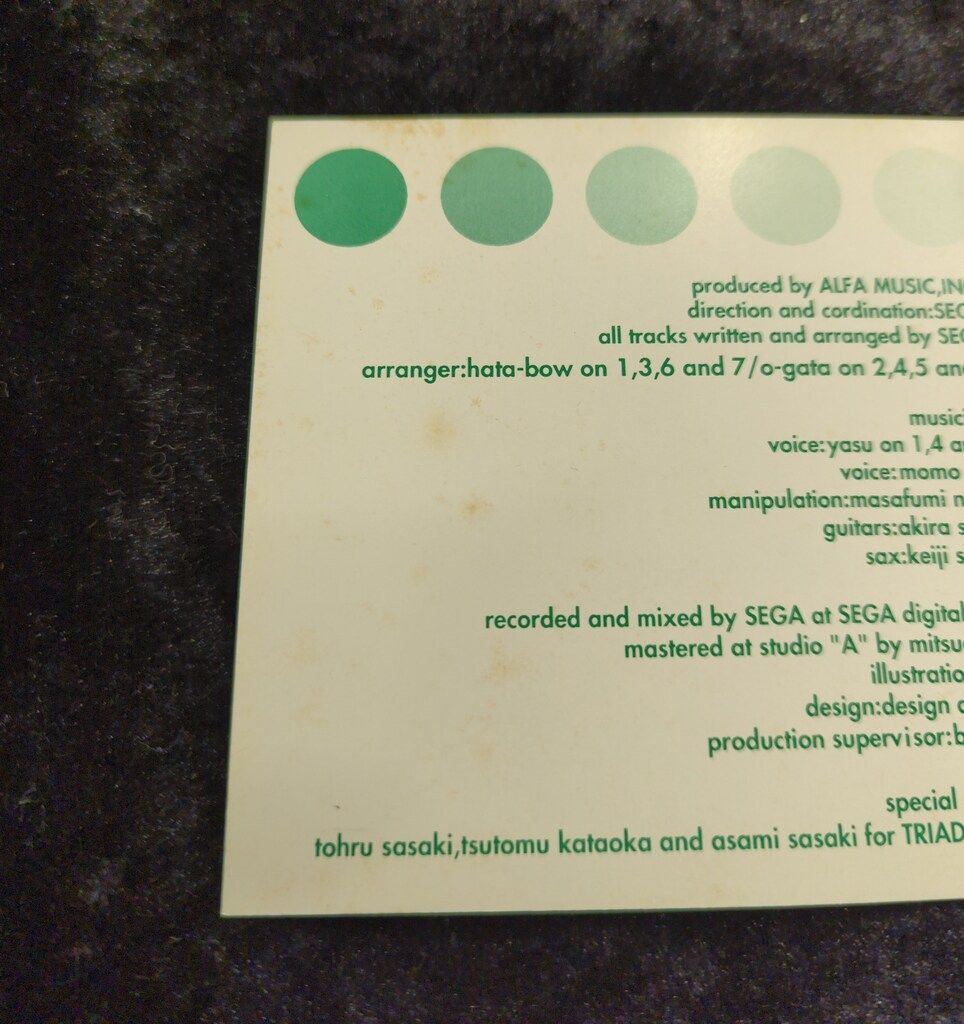 produced by ALFA MUSIC,IN
direction and cordination:SEG
all tracks written and arranged by SEG
arranger:hata-bow on 1,3,6 and 7/o-gata on 2,4,5 an
music
voice:yasu on 1,4 a
voice:momo
manipulation:masafumi
guitars:akira s
sax:keiji s
recorded and mixed by SEGA at SEGA digital
mastered at studio "A" by mitsu
illustratio
design:design
production supervisor:b
special
tohru sasaki,tsutomu kataoka and asami sasaki for TRIAD